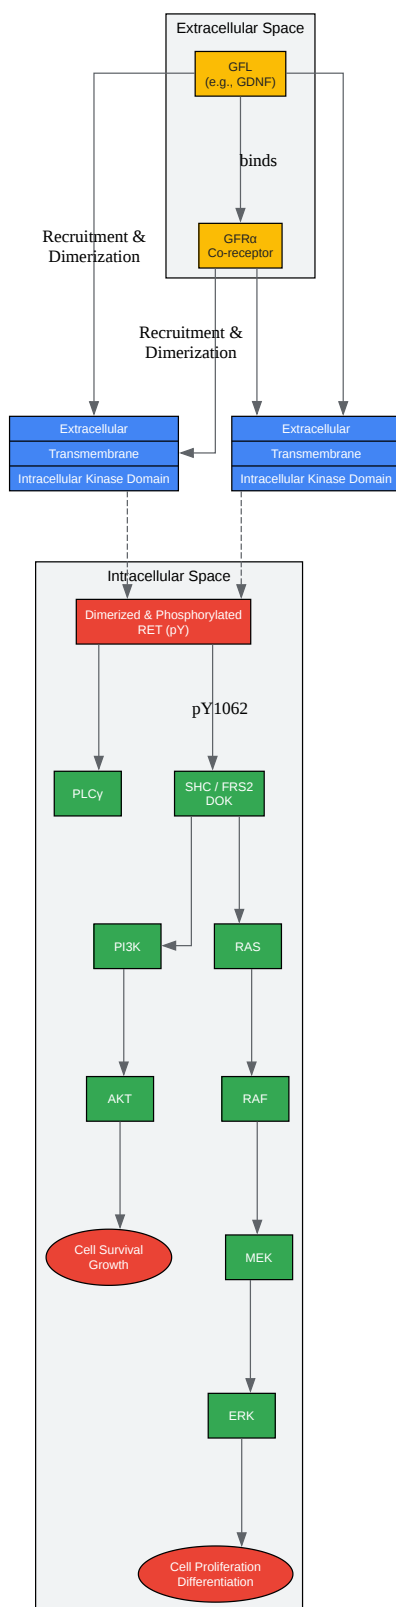 Extracellular Space
GFL
(e.g., GDNF)
binds
Recruitment &
Dimerization
GFRα
Co-receptor
Recruitment &
Dimerization
Extracellular
Transmembrane
Intracellular Kinase Domain
Extracellular
Transmembrane
Intracellular Kinase Domain
Intracellular Space
Dimerized & Phosphorylated
RET (pY)
pY1062
PLCγ
SHC / FRS2
DOK
PI3K
RAS
AKT
RAF
Cell Survival
Growth
MEK
ERK
Cell Proliferation
Differentiation